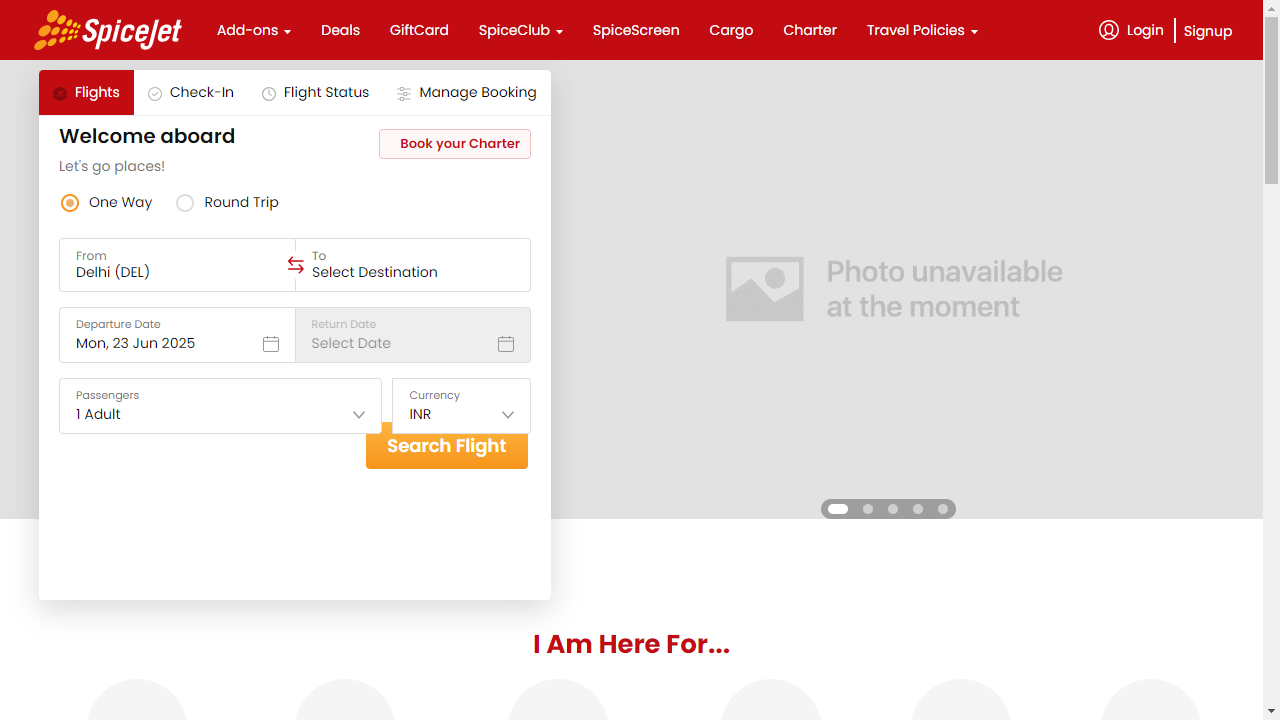 SpiceJet
Add-ons
Deals
GiftCard
SpiceClub
SpiceScreen
Cargo
Charter
Travel Policies
Login
Signup
Flights
Check-In
Flight Status
Manage Booking
Welcome aboard
Book your Charter
Let's go places!
One Way
Round Trip
From
Delhi (DEL)
To
Select Destination
Photo unavailable
at the moment
Departure Date
Mon, 23 Jun 2025
Return Date
Select Date
Passengers
1 Adult
Currency
INR
Search Flight
I Am Here For...